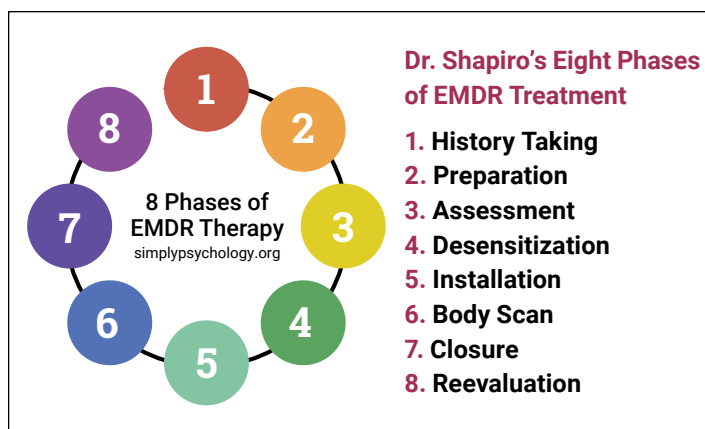 1
2
3
4
5
6
7
8
8 Phases of
EMDR Therapy
simplypsychology.org
Dr. Shapiro’s Eight Phases
of EMDR Treatment
1. History Taking
2. Preparation
3. Assessment
4. Desensitization
5. Installation
6. Body Scan
7. Closure
8. Reevaluation